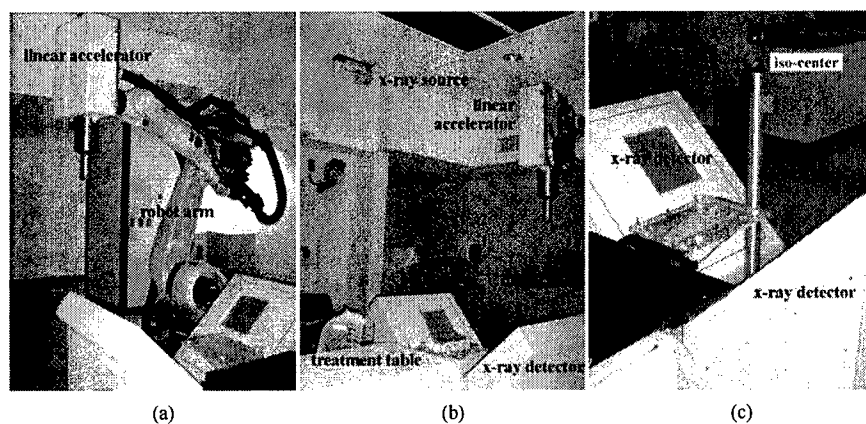 linear accelerator
robot arm
x-ray source
linear
accelerator
treatment table
x-ray detector
iso-center
x-ray detector
x-ray detector
(a)
(b)
(c)